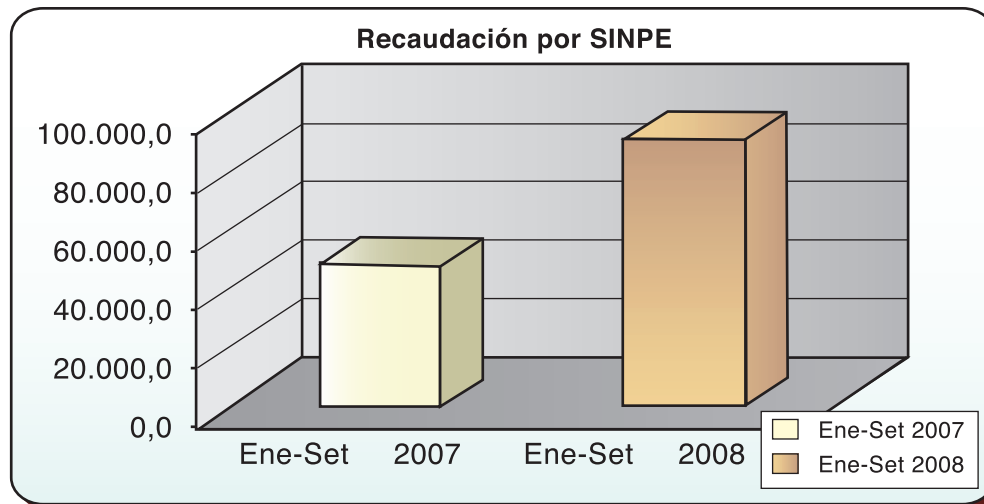 Recaudación por SINPE
100.000,0
80.000,0
60.000,0
40.000,0
20.000,0
0,0
Ene-Set 2007 Ene-Set 2008
Ene-Set 2007
Ene-Set 2008